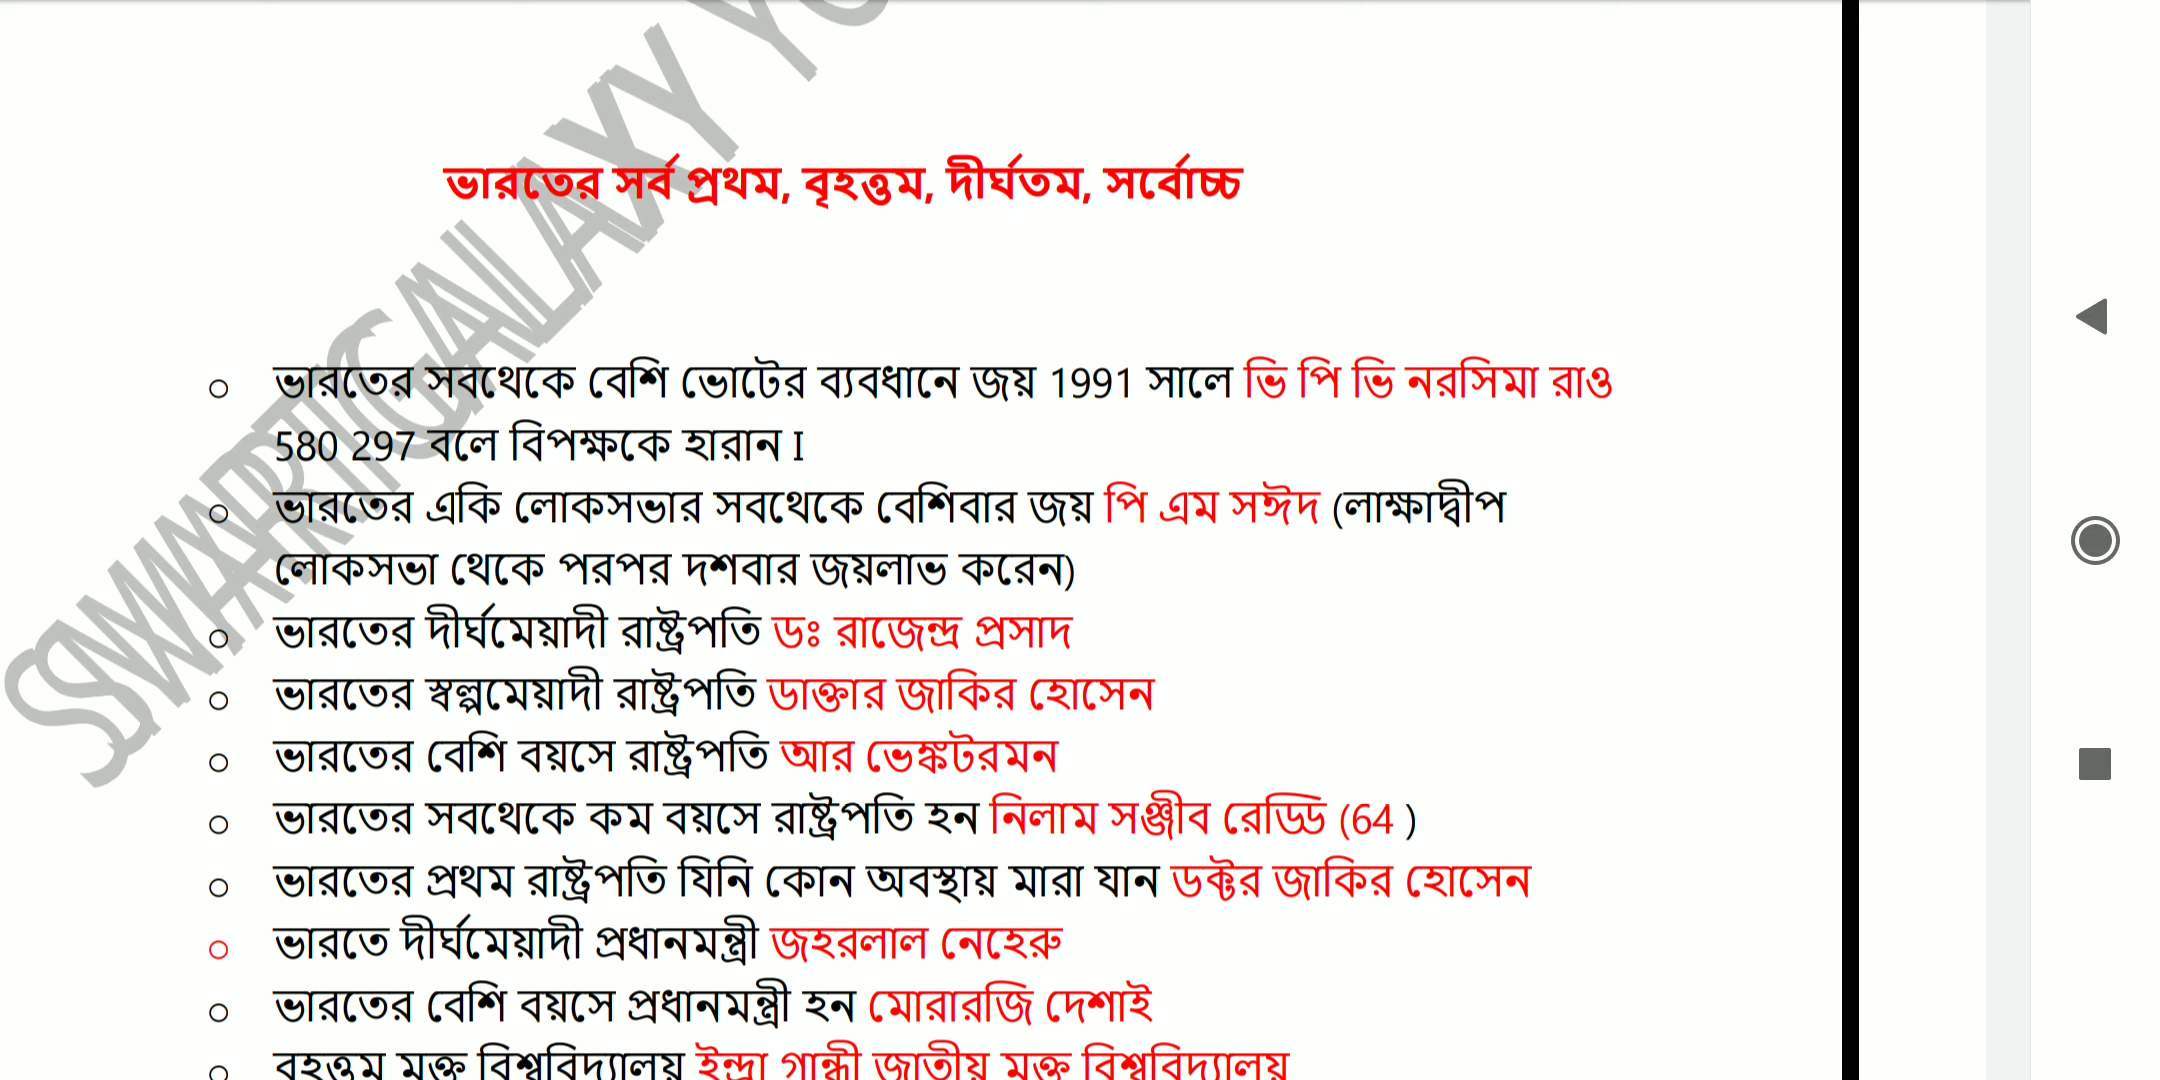 SSMARTGALAXY YO
ভারতের সর্ব প্রথম, বৃহত্তম, দীর্ঘতম, সর্বোচ্চ
ভারতের সবথেকে বেশি ভোটের ব্যবধানে জয় 1991 সালে ভি পি ভি নরসিমা রাও
580 297 বলে বিপক্ষকে হারান I
ভারতের একি লোকসভার সবথেকে বেশিবার জয় পি এম সঈদ (লাক্ষাদ্বীপ
লোকসভা থেকে পরপর দশবার জয়লাভ করেন)
ভারতের দীর্ঘমেয়াদী রাষ্ট্রপতি ডঃ রাজেন্দ্র প্রসাদ
ভারতের স্বল্পমেয়াদী রাষ্ট্রপতি ডাক্তার জাকির হোসেন
ভারতের বেশি বয়সে রাষ্ট্রপতি আর ভেঙ্কটরমন
ভারতের সবথেকে কম বয়সে রাষ্ট্রপতি হন নিলাম সঞ্জীব রেড্ডি (64 )
ভারতের প্রথম রাষ্ট্রপতি যিনি কোন অবস্থায় মারা যান ডক্টর জাকির হোসেন
ভারতে দীর্ঘমেয়াদী প্রধানমন্ত্রী জহরলাল নেহেরু
ভারতের বেশি বয়সে প্রধানমন্ত্রী হন মোরারজি দেশাই
বৃহত্তম মুক্ত বিশ্ববিদ্যালয় ইন্দ্রা গান্ধী জাতীয় মুক্ত বিশ্ববিদ্যালয়